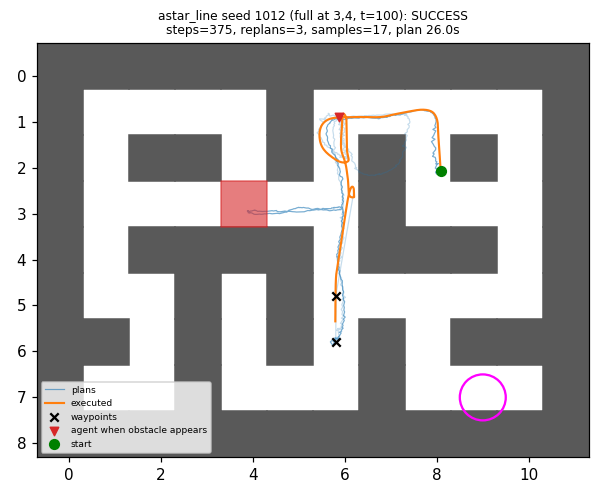 astar_line seed 1012 (full at 3,4, t=100): SUCCESS
steps=375, replans=3, samples=17, plan 26.0s
0
1
2
3
4
5
6
7
8
plans
executed
waypoints
agent when obstacle appears
start
0
2
4
6
8
10